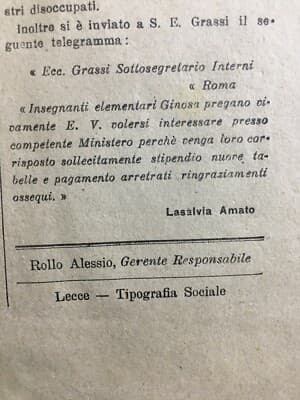 stri disoccupati.
Inoltre si è inviato a S. E. Grassi il se-
guente telegramma:
« Ecc. Grassi Sottosegretario Interni
« Roma
« Insegnanti elementari Ginosa pregano vi-
vamente E. V. volersi interessare presso
competente Ministero perchè venga loro cor-
risposto sollecitamente stipendio nuove ta-
belle e pagamento arretrati ringraziamenti
ossequi. »
Lasalvia Amato
Rollo Alessio, Gerente Responsabile
Lecce — Tipografia Sociale